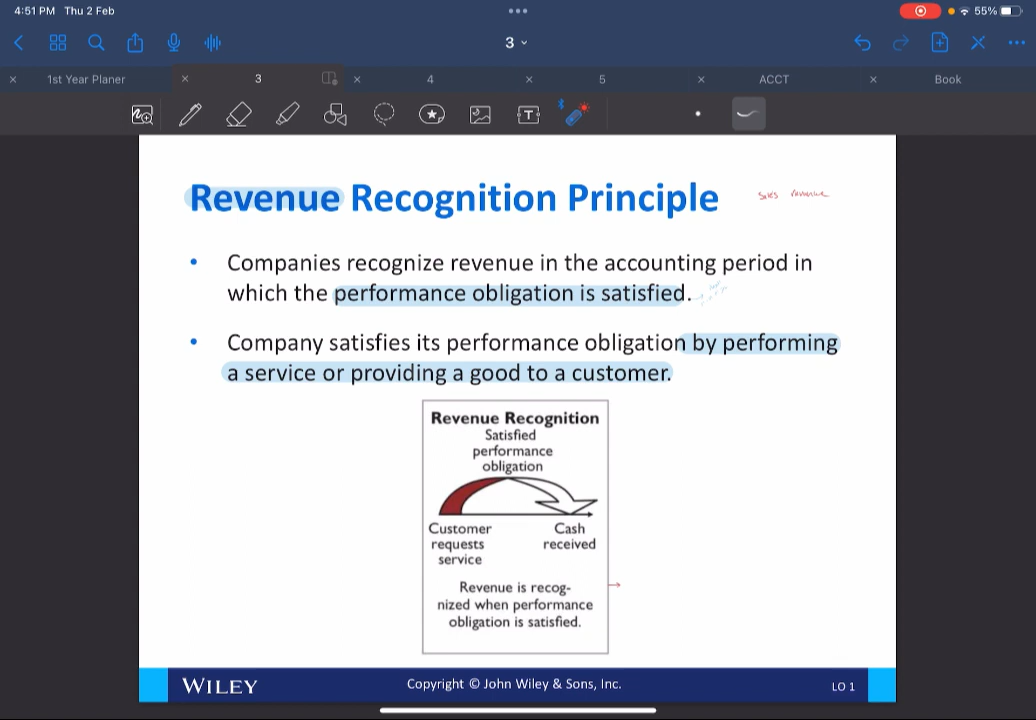 4:51 PM Thu 2 Feb
55%
3
1st Year Planer
3
4
5
ACCT
Book
T
Revenue Recognition Principle
Sales revenue
• Companies recognize revenue in the accounting period in
which the performance obligation is satisfied.
• Company satisfies its performance obligation by performing
a service or providing a good to a customer.
Revenue Recognition
Satisfied
performance
obligation
Customer
requests
service
Cash
received
Revenue is recog-
nized when performance
obligation is satisfied.
WILEY
Copyright © John Wiley & Sons, Inc.
LO 1